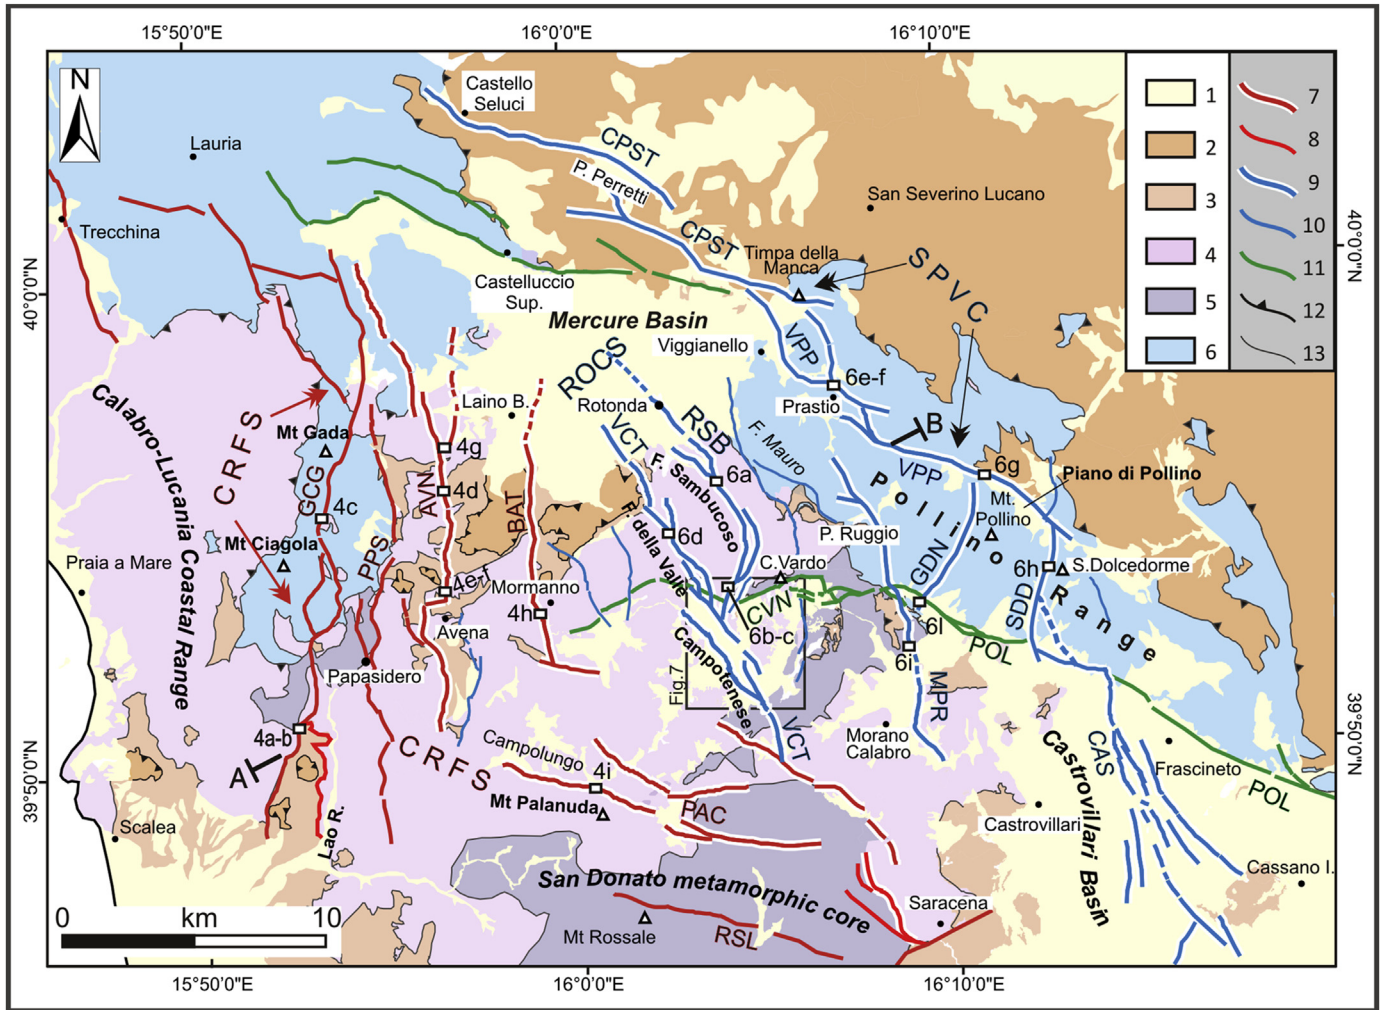 15°50'0"E
16°0'0"E
16°10'0"E
N
Castello
Seluci
Lauria
CPST
P. Perretti
San Severino Lucano
Trecchina
CPST
Timpa della
Manca
SPVC
Castelluccio
Sup.
40°0'0"N
40°0'0"N
Mercure Basin
Viggianello
VPP
ROCS
6e-f
Prastio
Laino B.
Rotonda
RSB
B
Calabro-Lucania Coastal Range
CRFS
Mt Gada
VCT
F. Mauro
4g
F. Sambucoso
6a
VPP
6g
Piano di Pollino
GCG
4c
AVN
4d
BAT
Mt.
Pollino
Pollino Range
F. della Valle
6d
P. Ruggio
Mt Ciagola
PPS
Praia a Mare
C.Vardo
GDN
6h
S.Dolcedorme
4e-f
Mormanno
4h
CVN
6b-c
SDD
6l
Avena
6i
POL
Papasidero
Campotenese
Fig.7
MPR
4a-b
A
CRFS
Campolungo
4i
VCT
Morano
Calabro
Castrovillari Basin
CAS
Frascineto
39°50'0"N
39°50'0"N
Mt Palanuda
PAC
POL
Castrovillari
Scalea
Lao R.
Cassano I.
San Donato metamorphic core
Saracena
0 km 10
Mt Rossale
RSL
15°50'0"E
16°0'0"E
16°10'0"E
1
2
3
4
5
6
7
8
9
10
11
12
13